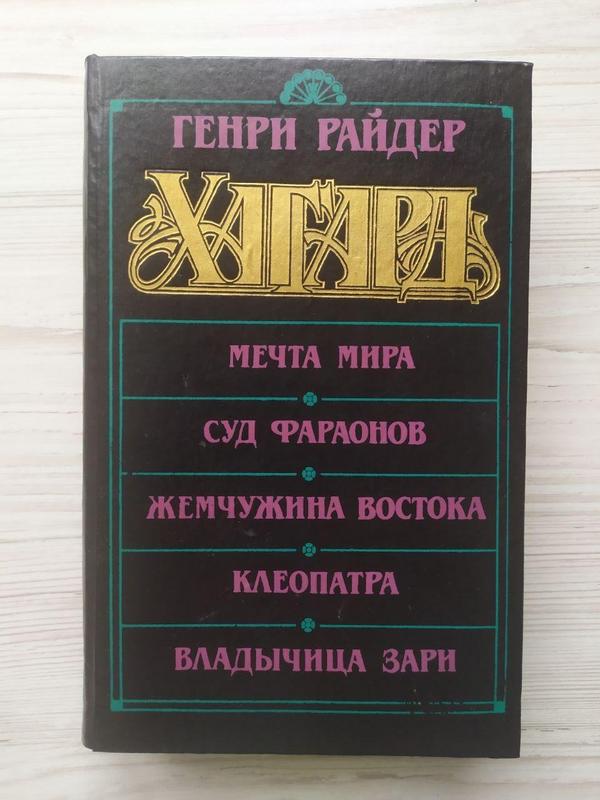 ГЕНРИ РАЙДЕР
ХАГГАРД
МЕЧТА МИРА
СУД ФАРАОНОВ
ЖЕМЧУЖИНА ВОСТОКА
КЛЕОПАТРА
ВЛАДЫЧИЦА ЗАРИ